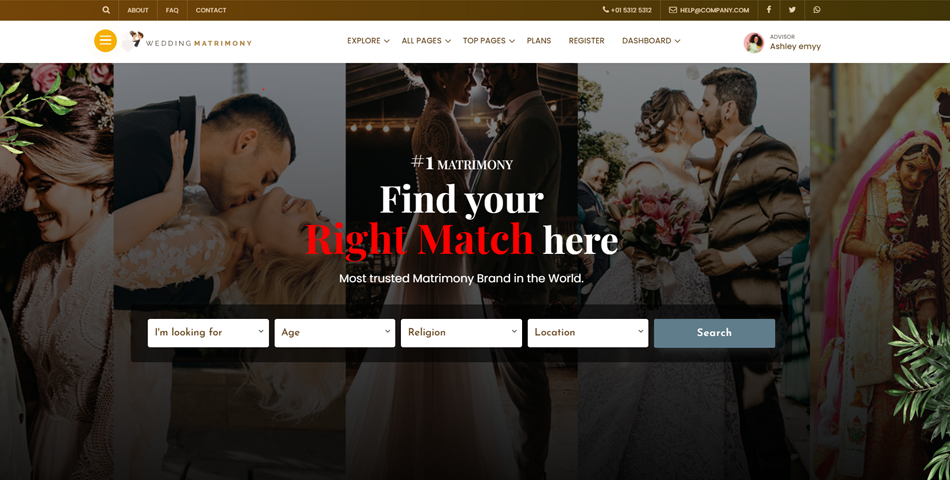 ABOUT FAQ CONTACT +01 5312 5312 HELP@COMPANY.COM
WEDDINGMATRIMONY EXPLORE ALL PAGES TOP PAGES PLANS REGISTER DASHBOARD
ADVISOR
Ashley emyy
#1 MATRIMONY
Find your
Right Match here
Most trusted Matrimony Brand in the World.
I'm looking for Age Religion Location Search